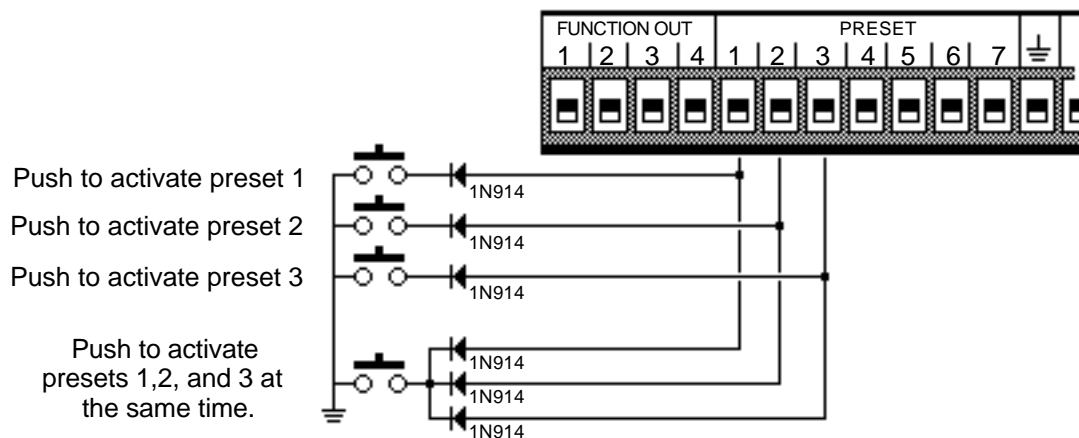 FUNCTION OUT PRESET
1 2 3 4 1 2 3 4 5 6 7
Push to activate preset 1
1N914
Push to activate preset 2
1N914
Push to activate preset 3
1N914
Push to activate
presets 1,2, and 3 at
the same time.
1N914
1N914
1N914